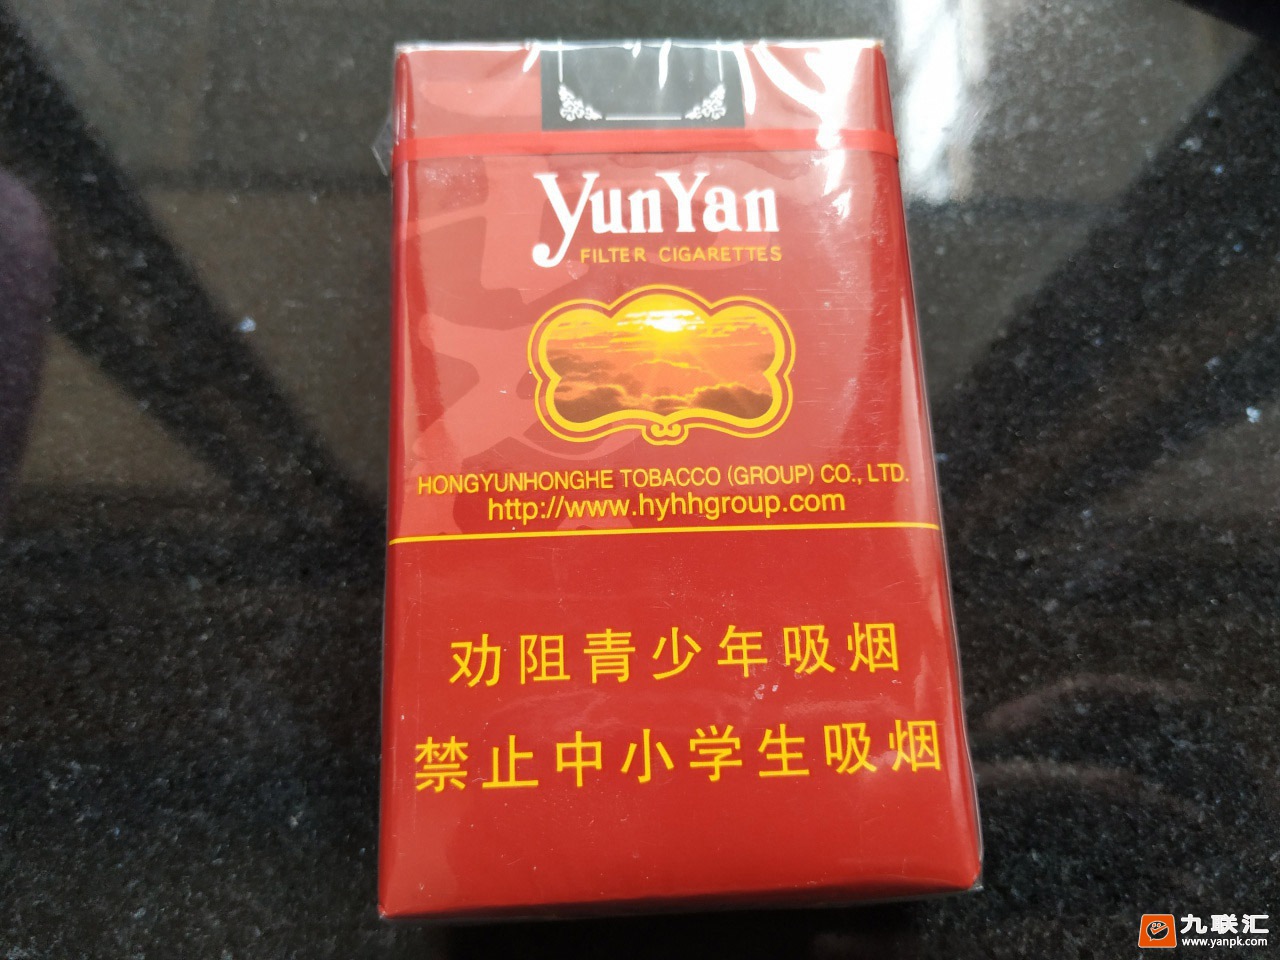 YunYan
FILTER CIGARETTES
HONGYUNHONGHE TOBACCO (GROUP) CO., LTD.
http://www.hyhhgroup.com
劝阻青少年吸烟
禁止中小学生吸烟
九联汇
www.yanpk.com